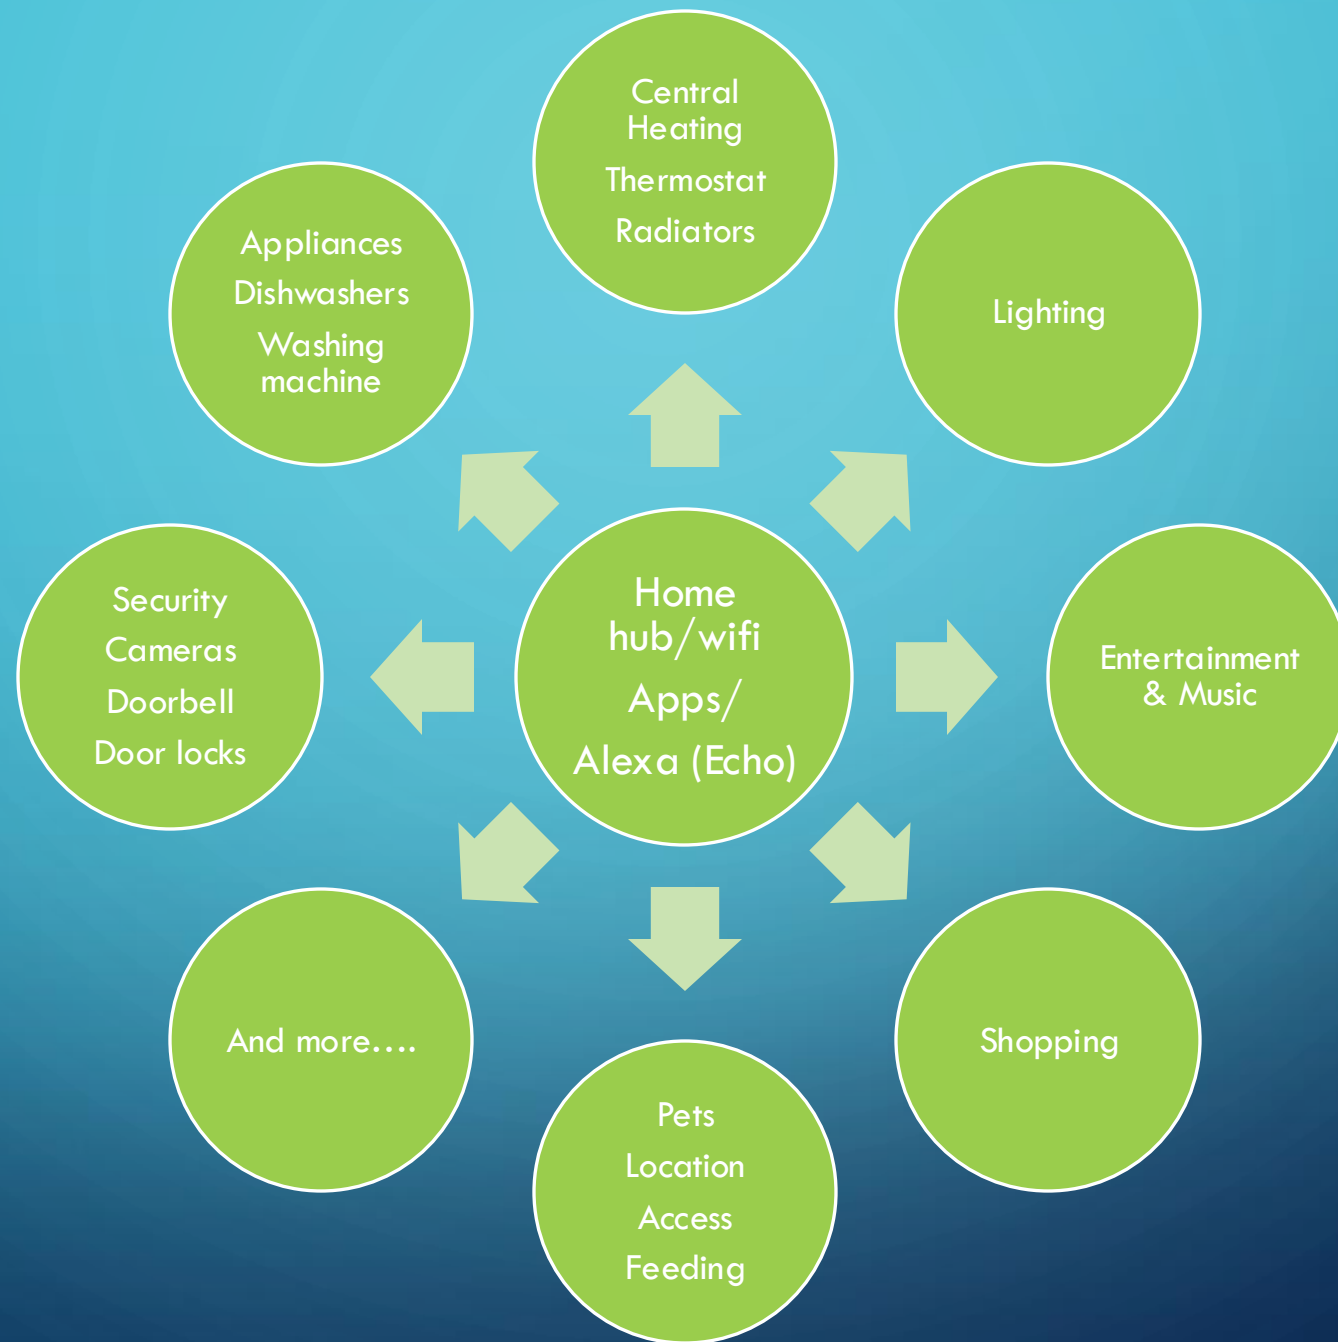 Central
Heating
Thermostat
Radiators
Lighting
Entertainment
& Music
Shopping
Pets
Location
Access
Feeding
And more....
Security
Cameras
Doorbell
Door locks
Appliances
Dishwashers
Washing
machine
Home
hub/wifi
Apps/
Alexa (Echo)